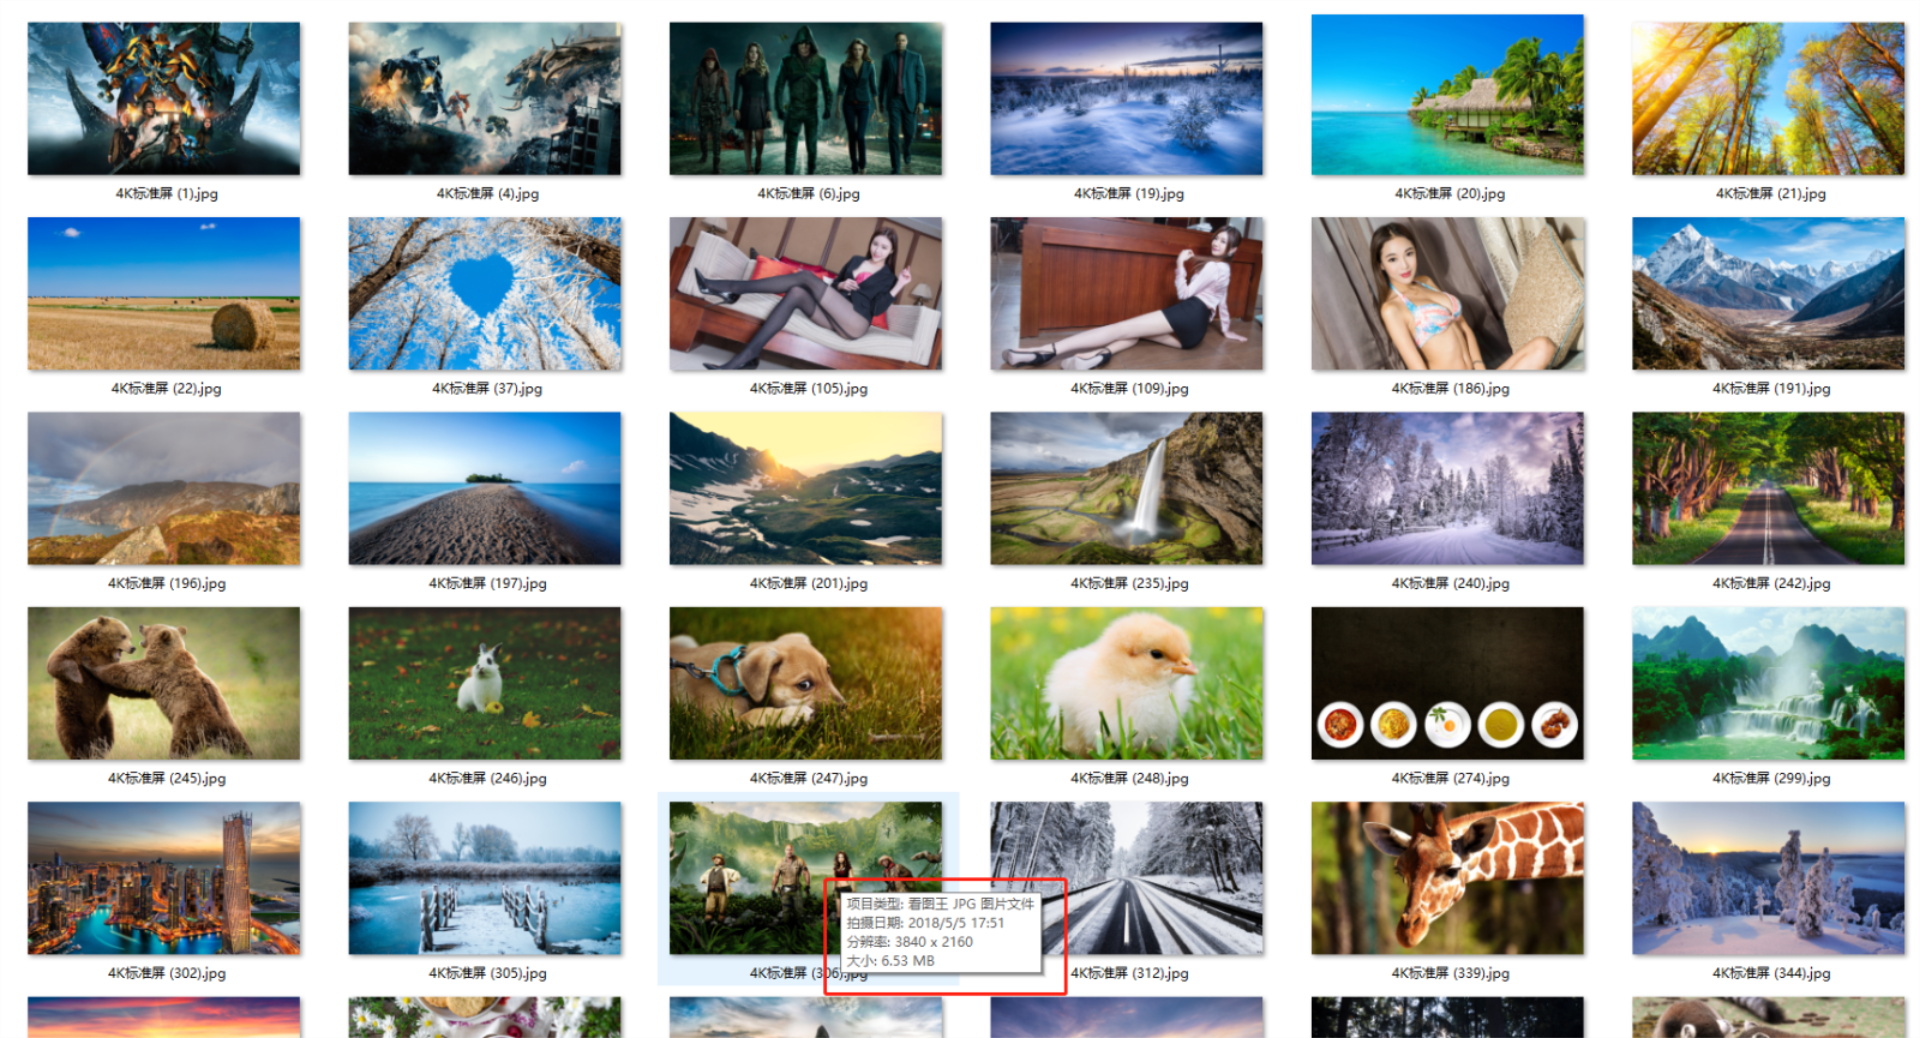 4K标准屏 (1).jpg
4K标准屏 (4).jpg
4K标准屏 (6).jpg
4K标准屏 (19).jpg
4K标准屏 (20).jpg
4K标准屏 (21).jpg
4K标准屏 (22).jpg
4K标准屏 (37).jpg
4K标准屏 (105).jpg
4K标准屏 (109).jpg
4K标准屏 (186).jpg
4K标准屏 (191).jpg
4K标准屏 (196).jpg
4K标准屏 (197).jpg
4K标准屏 (201).jpg
4K标准屏 (235).jpg
4K标准屏 (240).jpg
4K标准屏 (242).jpg
4K标准屏 (245).jpg
4K标准屏 (246).jpg
4K标准屏 (247).jpg
4K标准屏 (248).jpg
4K标准屏 (274).jpg
4K标准屏 (299).jpg
项目类型: 看图王 JPG 图片文件
拍摄日期: 2018/5/5 17:51
分辨率: 3840 x 2160
大小: 6.53 MB
4K标准屏 (302).jpg
4K标准屏 (305).jpg
4K标准屏 (306).jpg
4K标准屏 (312).jpg
4K标准屏 (339).jpg
4K标准屏 (344).jpg